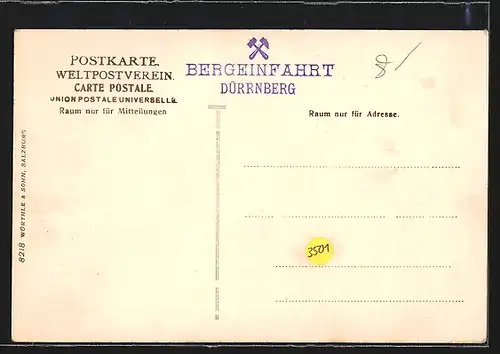 POSTKARTE.
WELTPOSTVEREIN.
CARTE POSTALE.
UNION POSTALE UNIVERSELLE.
Raum nur für Mitteilungen
BERGEINFAHRT
DÜRRNBERG
Raum nur für Adresse.
8218 WÜRTHLE & SOHN, SALZBURG
3501